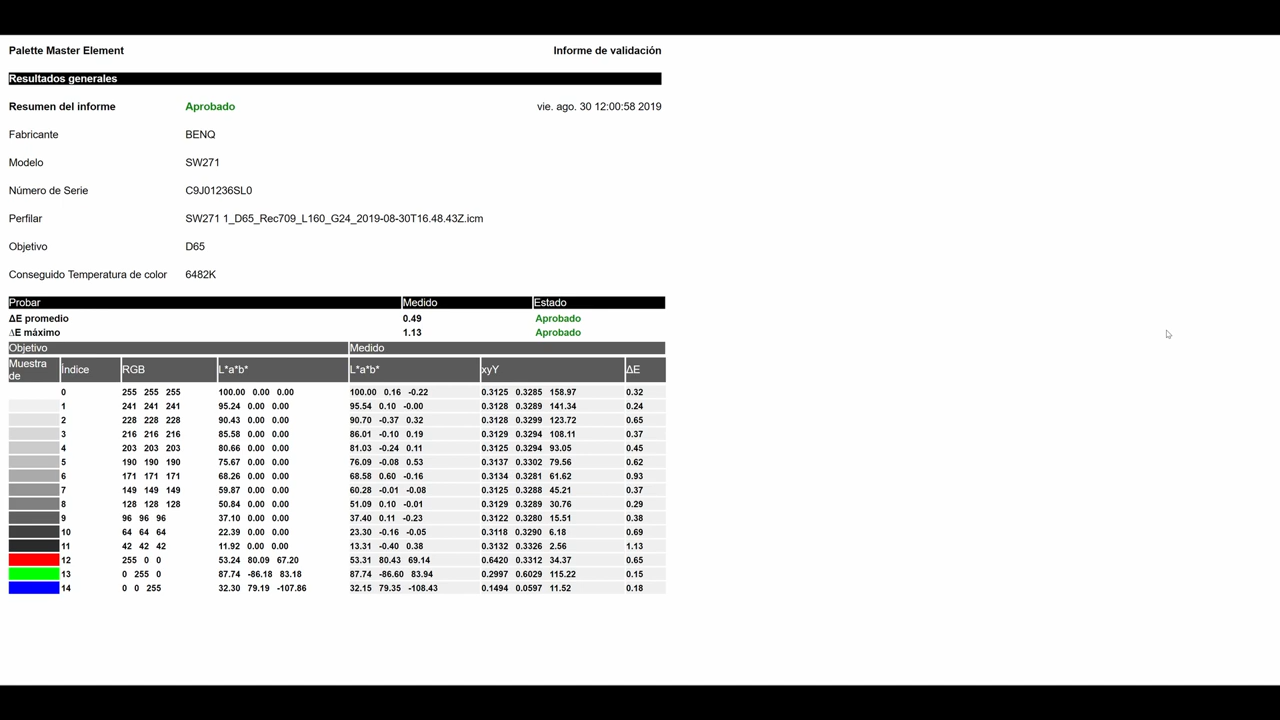 Palette Master Element Informe de validación
Resultados generales
Resumen del informe Aprobado vie. ago. 30 12:00:58 2019
Fabricante BENQ
Modelo SW271
Número de Serie C9J01236SL0
Perfilar SW271 1_D65_Rec709_L160_G24_2019-08-30T16.48.43Z.icm
Objetivo D65
Conseguido Temperatura de color 6482K
Probar Medido Estado
ΔE promedio 0.49 Aprobado
ΔE máximo 1.13 Aprobado
Objetivo Medido
Muestra de Índice RGB L*a*b* L*a*b* xyY ΔE
0 255 255 255 100.00 0.00 0.00 100.00 0.16 -0.22 0.3125 0.3285 158.97 0.32
1 241 241 241 95.24 0.00 0.00 95.54 0.10 -0.00 0.3128 0.3289 141.34 0.24
2 228 228 228 90.43 0.00 0.00 90.70 -0.37 0.32 0.3128 0.3299 123.72 0.65
3 216 216 216 85.58 0.00 0.00 86.01 -0.10 0.19 0.3129 0.3294 108.11 0.37
4 203 203 203 80.66 0.00 0.00 81.03 -0.24 0.11 0.3125 0.3294 93.05 0.45
5 190 190 190 75.67 0.00 0.00 76.09 -0.08 0.53 0.3137 0.3302 79.56 0.62
6 171 171 171 68.26 0.00 0.00 68.58 0.60 -0.16 0.3134 0.3281 61.62 0.93
7 149 149 149 59.87 0.00 0.00 60.28 -0.01 -0.08 0.3125 0.3288 45.21 0.37
8 128 128 128 50.84 0.00 0.00 51.09 0.10 -0.01 0.3129 0.3289 30.76 0.29
9 96 96 96 37.10 0.00 0.00 37.40 0.11 -0.23 0.3122 0.3280 15.51 0.38
10 64 64 64 22.39 0.00 0.00 23.30 -0.16 -0.05 0.3118 0.3290 6.18 0.69
11 42 42 42 11.92 0.00 0.00 13.31 -0.40 0.38 0.3132 0.3326 2.56 1.13
12 255 0 0 53.24 80.09 67.20 53.31 80.43 69.14 0.6420 0.3312 34.37 0.65
13 0 255 0 87.74 -86.18 83.18 87.74 -86.60 83.94 0.2997 0.6029 115.22 0.15
14 0 0 255 32.30 79.19 -107.86 32.15 79.35 -108.43 0.1494 0.0597 11.52 0.18